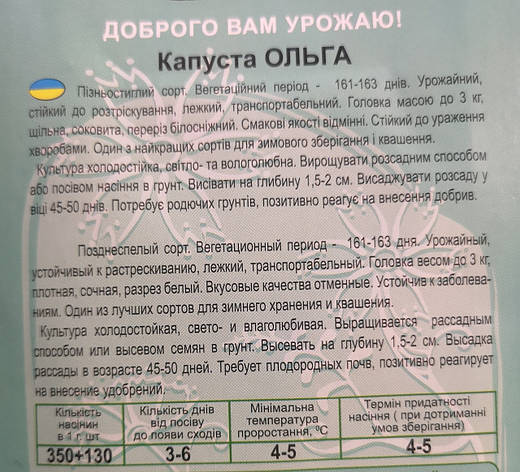 ДОБРОГО ВАМ УРОЖАЮ!
Капуста ОЛЬГА
Пізньостиглий сорт. Вегетаційний період - 161-163 днів. Урожайний,
стійкий до розтріскування, лежкий, транспортабельний. Головка масою до 3 кг,
щільна, соковита, переріз білосніжний. Смакові якості відмінні. Стійкий до ураження
хворобами. Один з найкращих сортів для зимового зберігання і квашення.
Культура холодостійка, світло- та вологолюбна. Вирощувати розсадним способом
або посівом насіння в грунт. Висівати на глибину 1,5-2 см. Висаджувати розсаду у
віці 45-50 днів. Потребує родючих грунтів, позитивно реагує на внесення добрив.
Позднеспелый сорт. Вегетационный период - 161-163 дня. Урожайный,
устойчивый к растрескиванию, лежкий, транспортабельный. Головка весом до 3 кг,
плотная, сочная, разрез белый. Вкусовые качества отменные. Устойчив к заболева-
ниям. Один из лучших сортов для зимнего хранения и квашения.
Культура холодостойкая, свето- и влаголюбивая. Выращивается рассадным
способом или высевом семян в грунт. Высевать на глубину 1,5-2 см. Высадка
рассады в возрасте 45-50 дней. Требует плодородных почв, позитивно реагирует
на внесение удобрений.
Кількість насінин в 1 г. шт
Кількість днів від посіву до появи сходів
Мінімальна температура проростання, ⁰С
Термін придатності насіння ( при дотриманні умов зберігання)
350+130 3-6 4-5 4-5